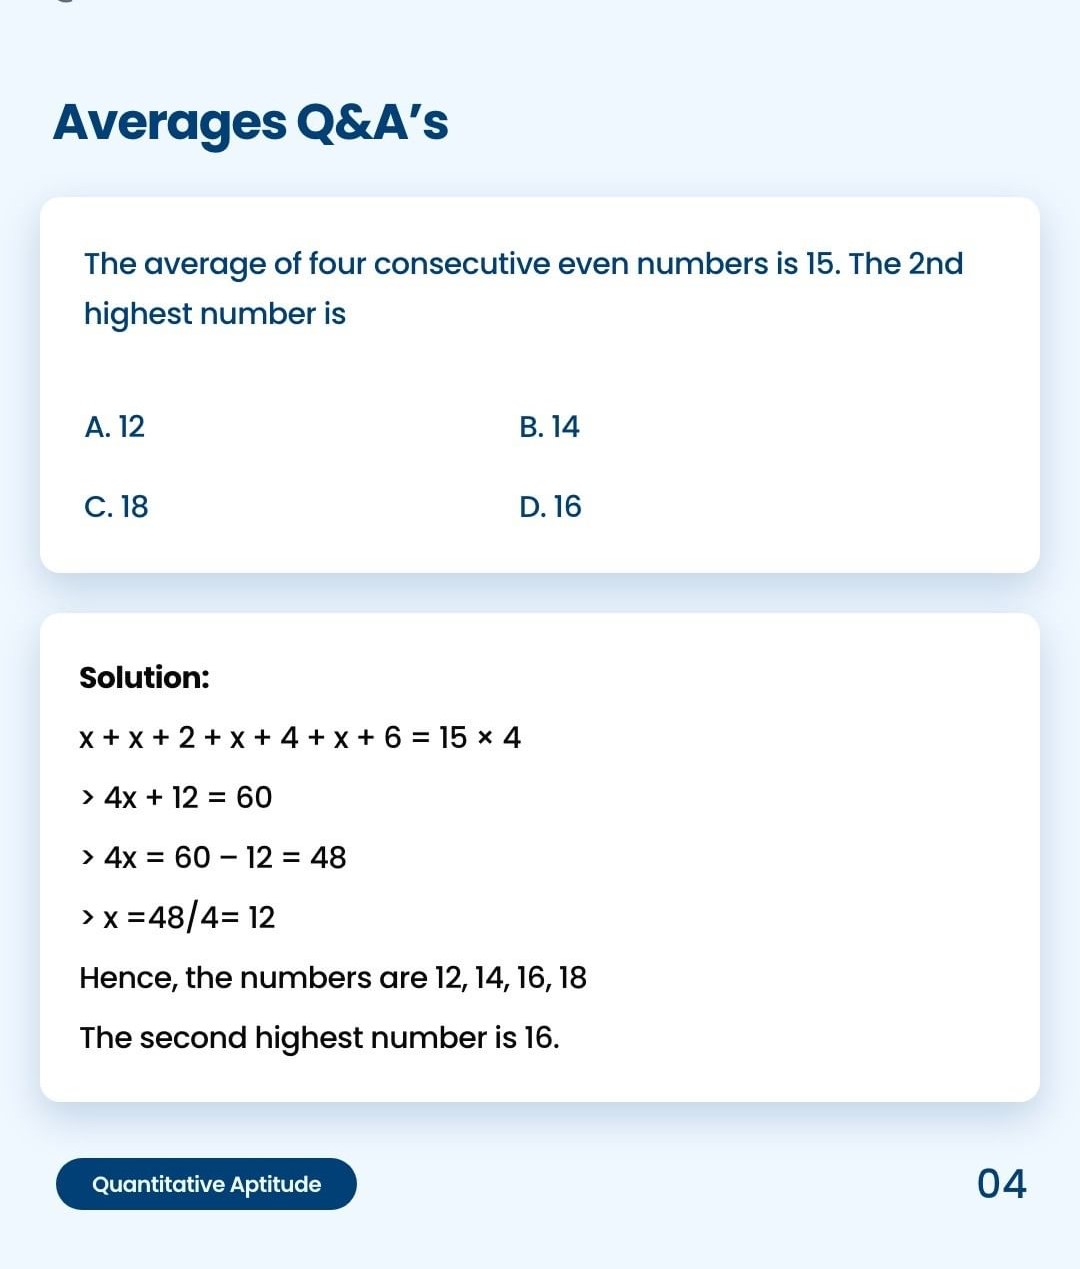 Averages Q&A’s
The average of four consecutive even numbers is 15. The 2nd
highest number is
A. 12
B. 14
C. 18
D. 16
Solution:
x + x + 2 + x + 4 + x + 6 = 15 × 4
> 4x + 12 = 60
> 4x = 60 – 12 = 48
> x =48/4= 12
Hence, the numbers are 12, 14, 16, 18
The second highest number is 16.
Quantitative Aptitude
04